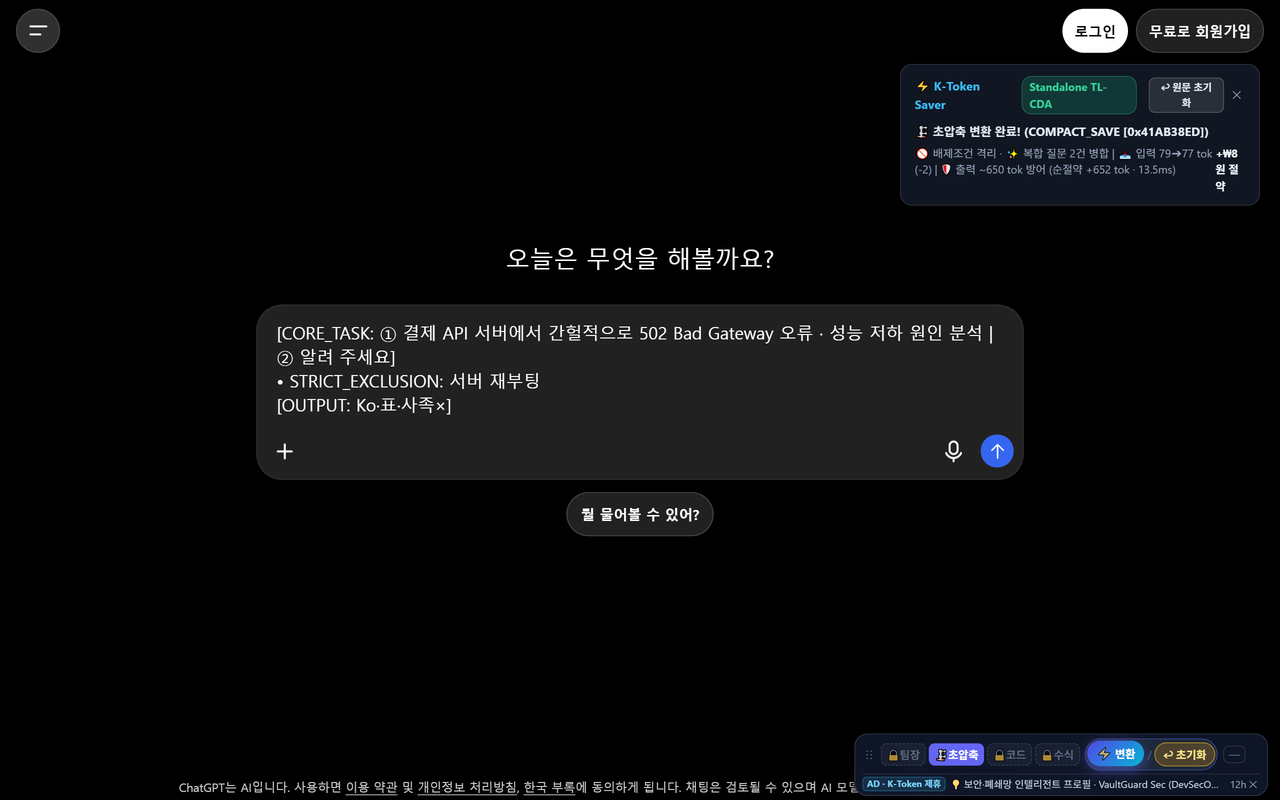 로그인
무료로 회원가입
⚡ K-Token Saver
Standalone TL-CDA
↩ 원문 초기화
초압축 변환 완료! (COMPACT_SAVE [0x41AB38ED])
🚫 배제조건 격리 · ✨ 복합 질문 2건 병합 | 입력 79→77 tok
(-2) | 🛡 출력 ~650 tok 방어 (순절약 +652 tok · 13.5ms)
+₩8원 절약
오늘은 무엇을 해볼까요?
[CORE_TASK: ① 결제 API 서버에서 간헐적으로 502 Bad Gateway 오류 · 성능 저하 원인 분석 |
② 알려 주세요]
• STRICT_EXCLUSION: 서버 재부팅
[OUTPUT: Ko·표·사족×]
뭘 물어볼 수 있어?
🔒팀장
초압축
🔒코드
🔒수식
⚡ 변환
/
↩ 초기화
AD · K-Token 제휴
💡 보안·폐쇄망 인텔리전트 프로필 · VaultGuard Sec (DevSecO...
12h
ChatGPT는 AI입니다. 사용하면 이용 약관 및 개인정보 처리방침, 한국 부록에 동의하게 됩니다. 채팅은 검토될 수 있으며 AI 모델